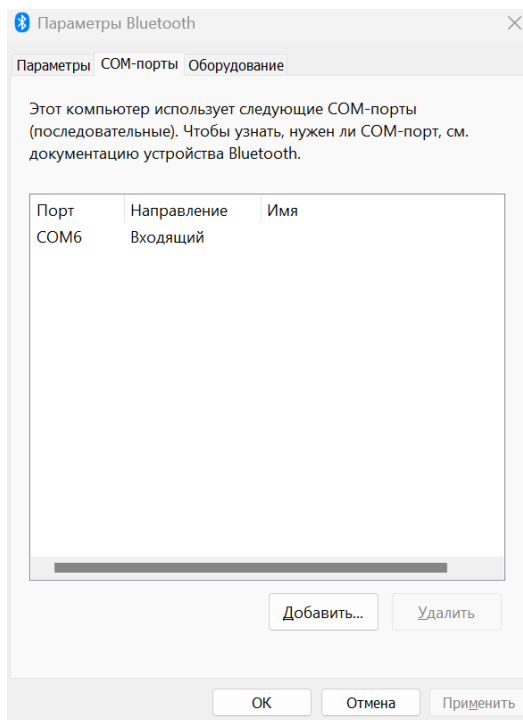 Параметры Bluetooth
Параметры COM-порты Оборудование
Этот компьютер использует следующие COM-порты
(последовательные). Чтобы узнать, нужен ли COM-порт, см.
документацию устройства Bluetooth.
Порт Направление Имя
COM6 Входящий
Добавить... Удалить
ОК Отмена Применить